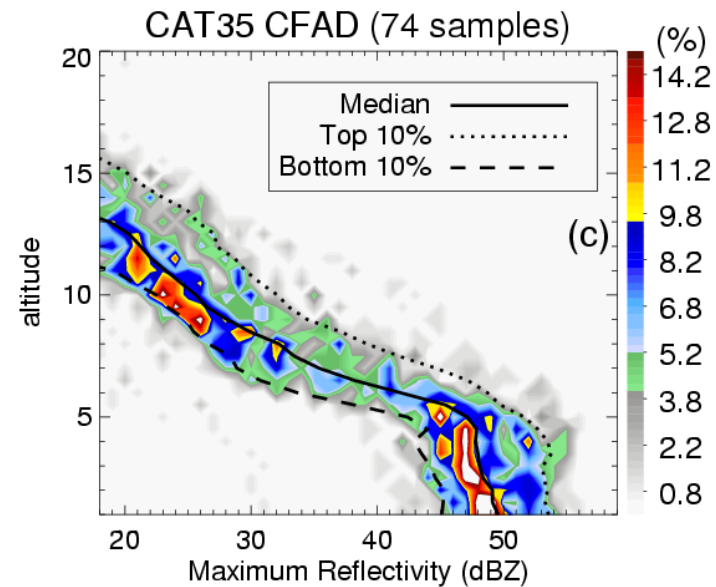 CAT35 CFAD (74 samples)
(%)
20
15
10
5
altitude
Median
Top 10%
Bottom 10%
(c)
14.2
12.8
11.2
9.8
8.2
6.8
5.2
3.8
2.2
0.8
20 30 40 50
Maximum Reflectivity (dBZ)